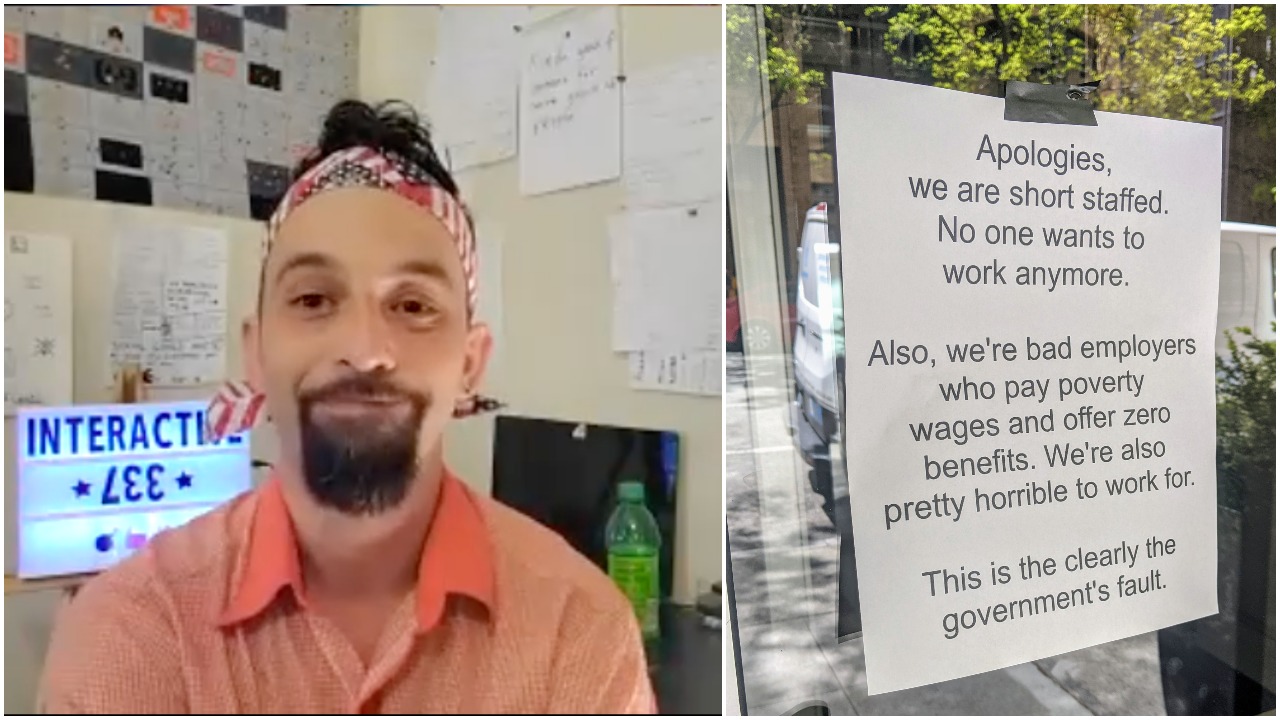 INTERACTIVE
★ 337 ★
Apologies,
we are short staffed.
No one wants to
work anymore.
Also, we're bad employers
who pay poverty
wages and offer zero
benefits. We're also
pretty horrible to work for.
This is the clearly the
government's fault.